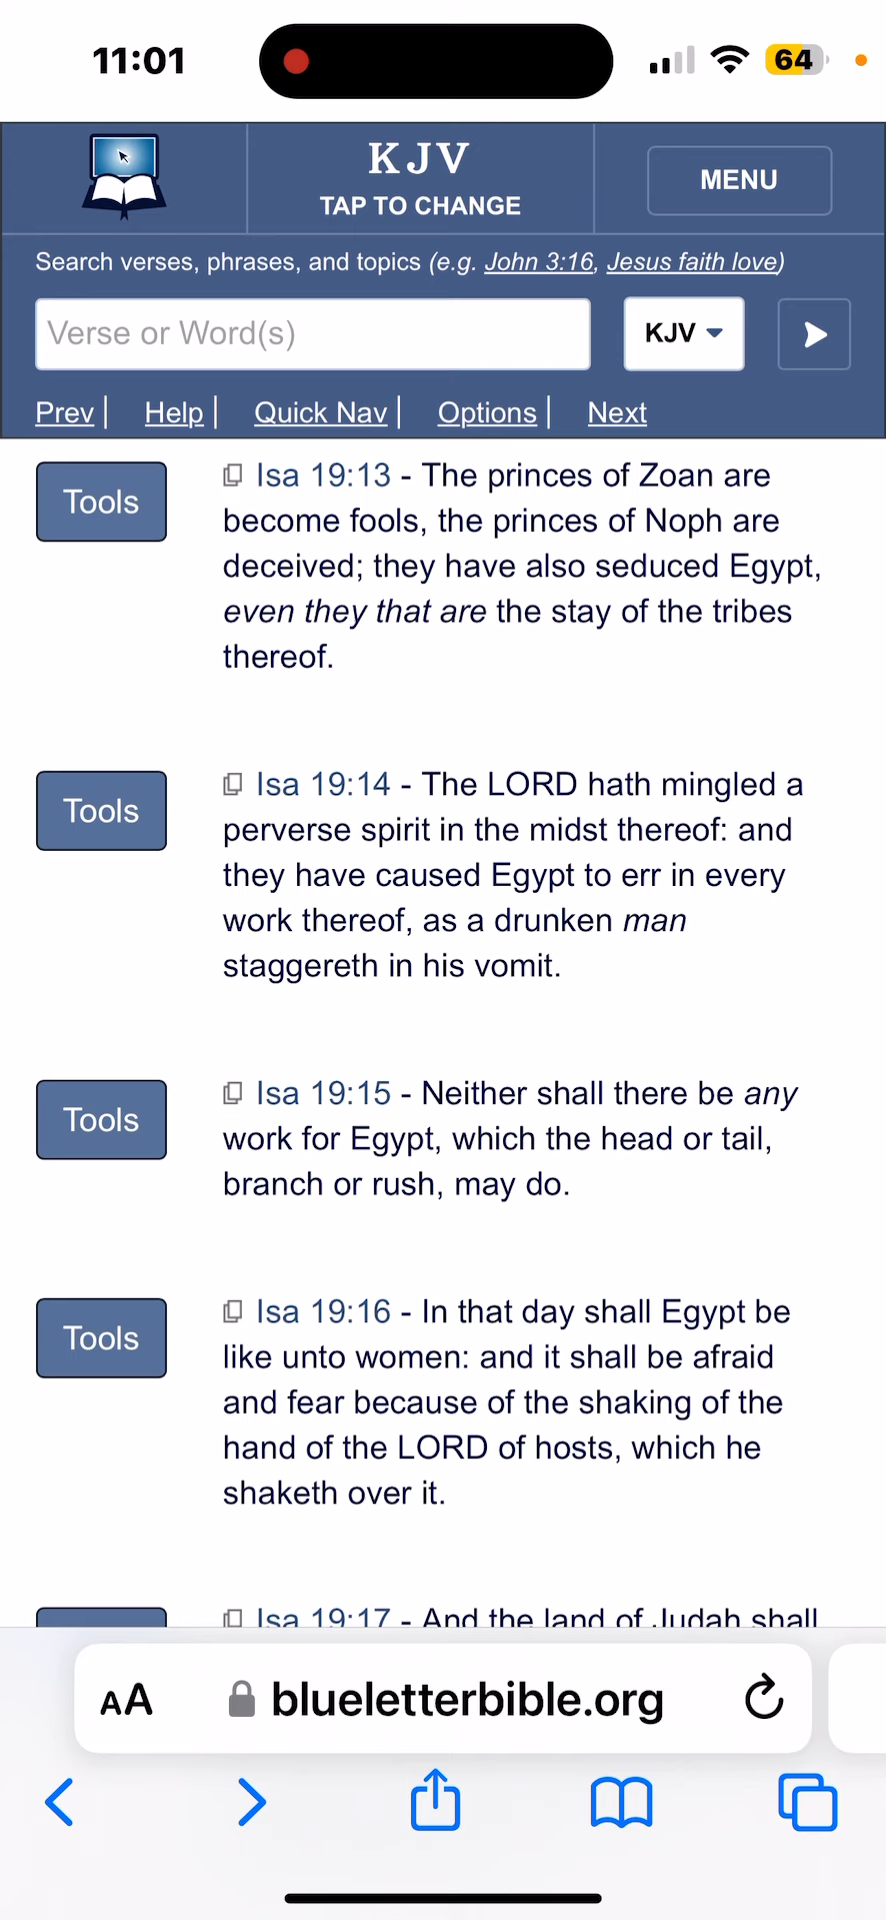 11:01
64
KJV
TAP TO CHANGE
MENU
Search verses, phrases, and topics (e.g. John 3:16, Jesus faith love)
Verse or Word(s)
KJV
Prev | Help | Quick Nav | Options | Next
Tools
Isa 19:13 - The princes of Zoan are
become fools, the princes of Noph are
deceived; they have also seduced Egypt,
even they that are the stay of the tribes
thereof.
Tools
Isa 19:14 - The LORD hath mingled a
perverse spirit in the midst thereof: and
they have caused Egypt to err in every
work thereof, as a drunken man
staggereth in his vomit.
Tools
Isa 19:15 - Neither shall there be any
work for Egypt, which the head or tail,
branch or rush, may do.
Tools
Isa 19:16 - In that day shall Egypt be
like unto women: and it shall be afraid
and fear because of the shaking of the
hand of the LORD of hosts, which he
shaketh over it.
Isa 19:17 - And the land of Judah shall
AA
blueletterbible.org